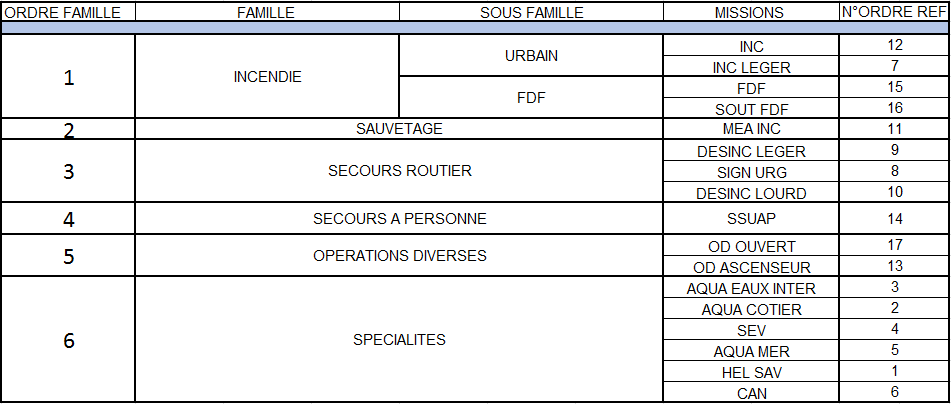 ORDRE FAMILLE FAMILLE SOUS FAMILLE MISSIONS N°ORDRE REF
1 INCENDIE URBAIN INC 12
INC LEGER 7
FDF FDF 15
SOUT FDF 16
2 SAUVETAGE MEA INC 11
3 SECOURS ROUTIER DESINC LEGER 9
SIGN URG 8
DESINC LOURD 10
4 SECOURS A PERSONNE SSUAP 14
5 OPERATIONS DIVERSES OD OUVERT 17
OD ASCENSEUR 13
6 SPECIALITES AQUA EAUX INTER 3
AQUA COTIER 2
SEV 4
AQUA MER 5
HEL SAV 1
CAN 6